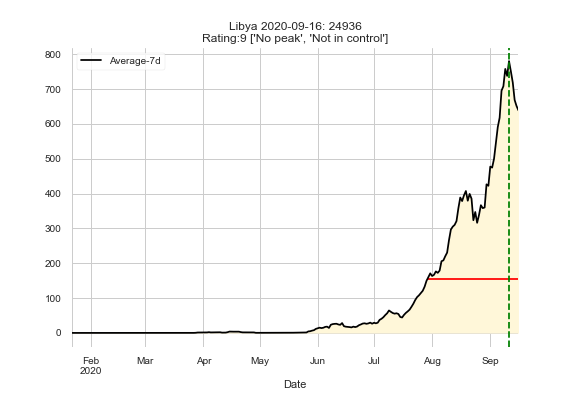 Libya 2020-09-16: 24936
Rating:9 ['No peak', 'Not in control']
Average-7d
800
700
600
500
400
300
200
100
0
Feb Mar Apr May Jun Jul Aug Sep
2020
Date